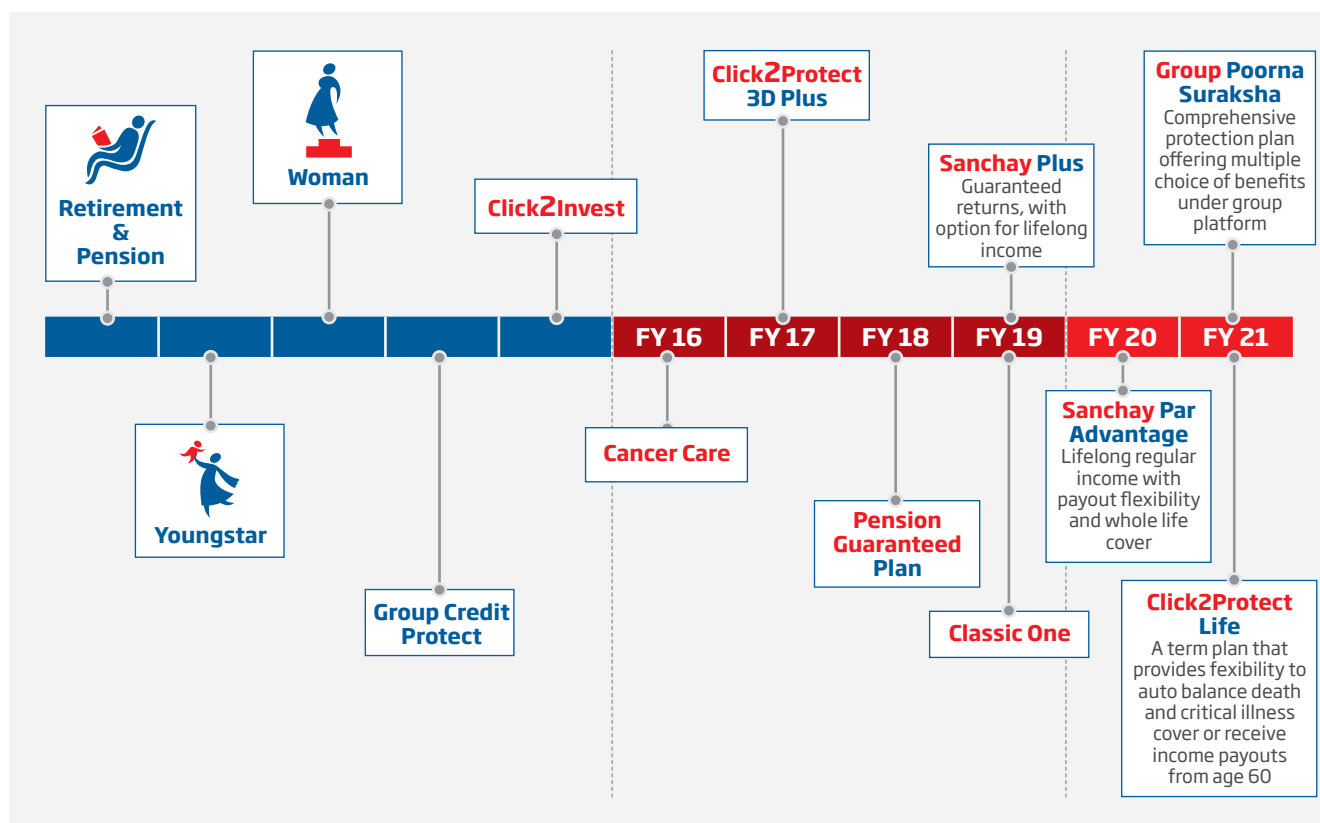 Retirement
&
Pension
Woman
Click2Invest
Click2Protect
3D Plus
Sanchay Plus
Guaranteed
returns, with
option for lifelong
income
Group Poorna
Suraksha
Comprehensive
protection plan
offering multiple
choice of benefits
under group
platform
FY 16
FY 17
FY 18
FY 19
FY 20
FY 21
Youngstar
Group Credit
Protect
Cancer Care
Pension
Guaranteed
Plan
Classic One
Sanchay Par
Advantage
Lifelong regular
income with
payout flexibility
and whole life
cover
Click2Protect
Life
A term plan that
provides fexibility to
auto balance death
and critical illness
cover or receive
income payouts
from age 60